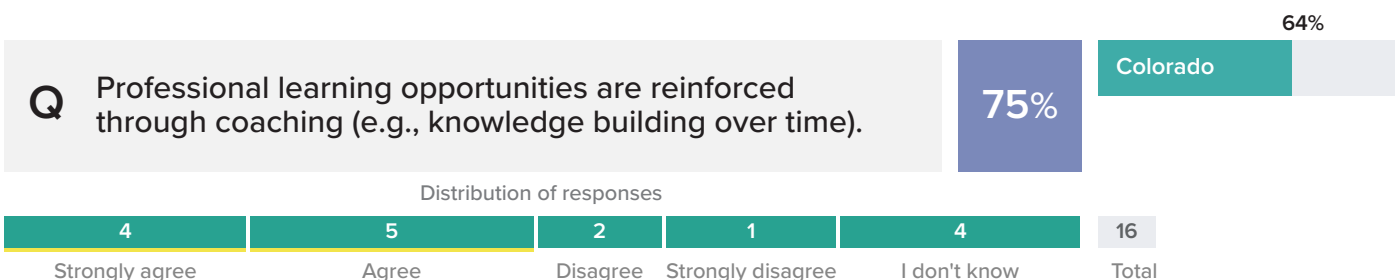 64%
Q Professional learning opportunities are reinforced
through coaching (e.g., knowledge building over time).
75%
Colorado
Distribution of responses
4 5 2 1 4 16
Strongly agree Agree Disagree Strongly disagree I don't know Total